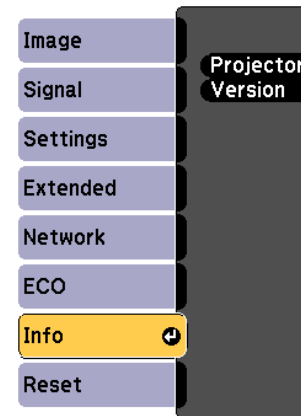 Image
Signal
Settings
Extended
Network
ECO
Info
Reset
Projector
Version